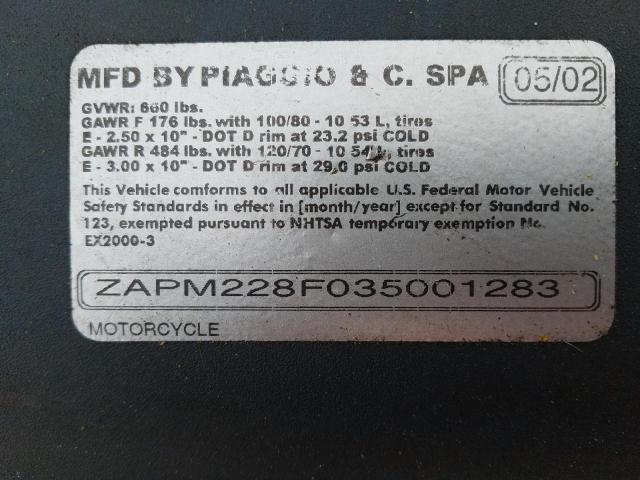 MFD BY PIAGGIO & C. SPA 05/02
GVWR: 660 lbs.
GAWR F 176 lbs. with 100/80 - 10 53 L, tires
E - 2.50 x 10" - DOT D rim at 23.2 psi COLD
GAWR R 484 lbs. with 120/70 - 10 54 L, tires
E - 3.00 x 10" - DOT D rim at 29.0 psi COLD
This Vehicle comforms to all applicable U.S. Federal Motor Vehicle
Safety Standards in effect in [month/year] except for Standard No.
123, exempted pursuant to NHTSA temporary exemption No.
EX2000-3
ZAPM228F035001283
MOTORCYCLE